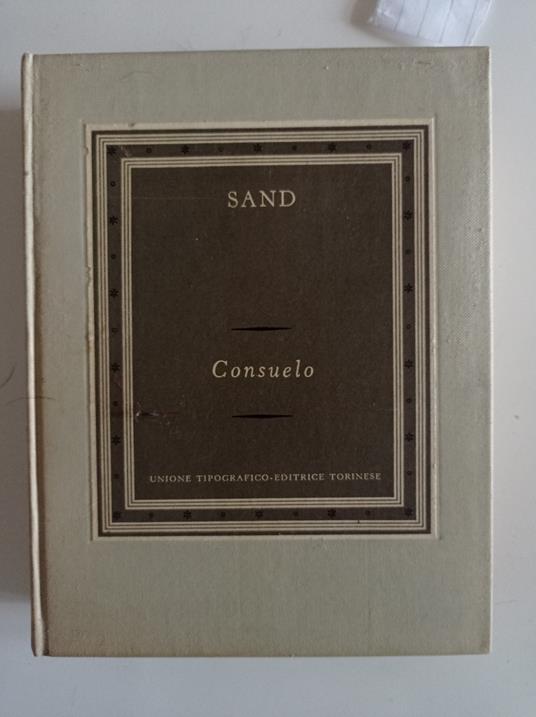 SAND
Consuelo
UNIONE TIPOGRAFICO-EDITRICE TORINESE